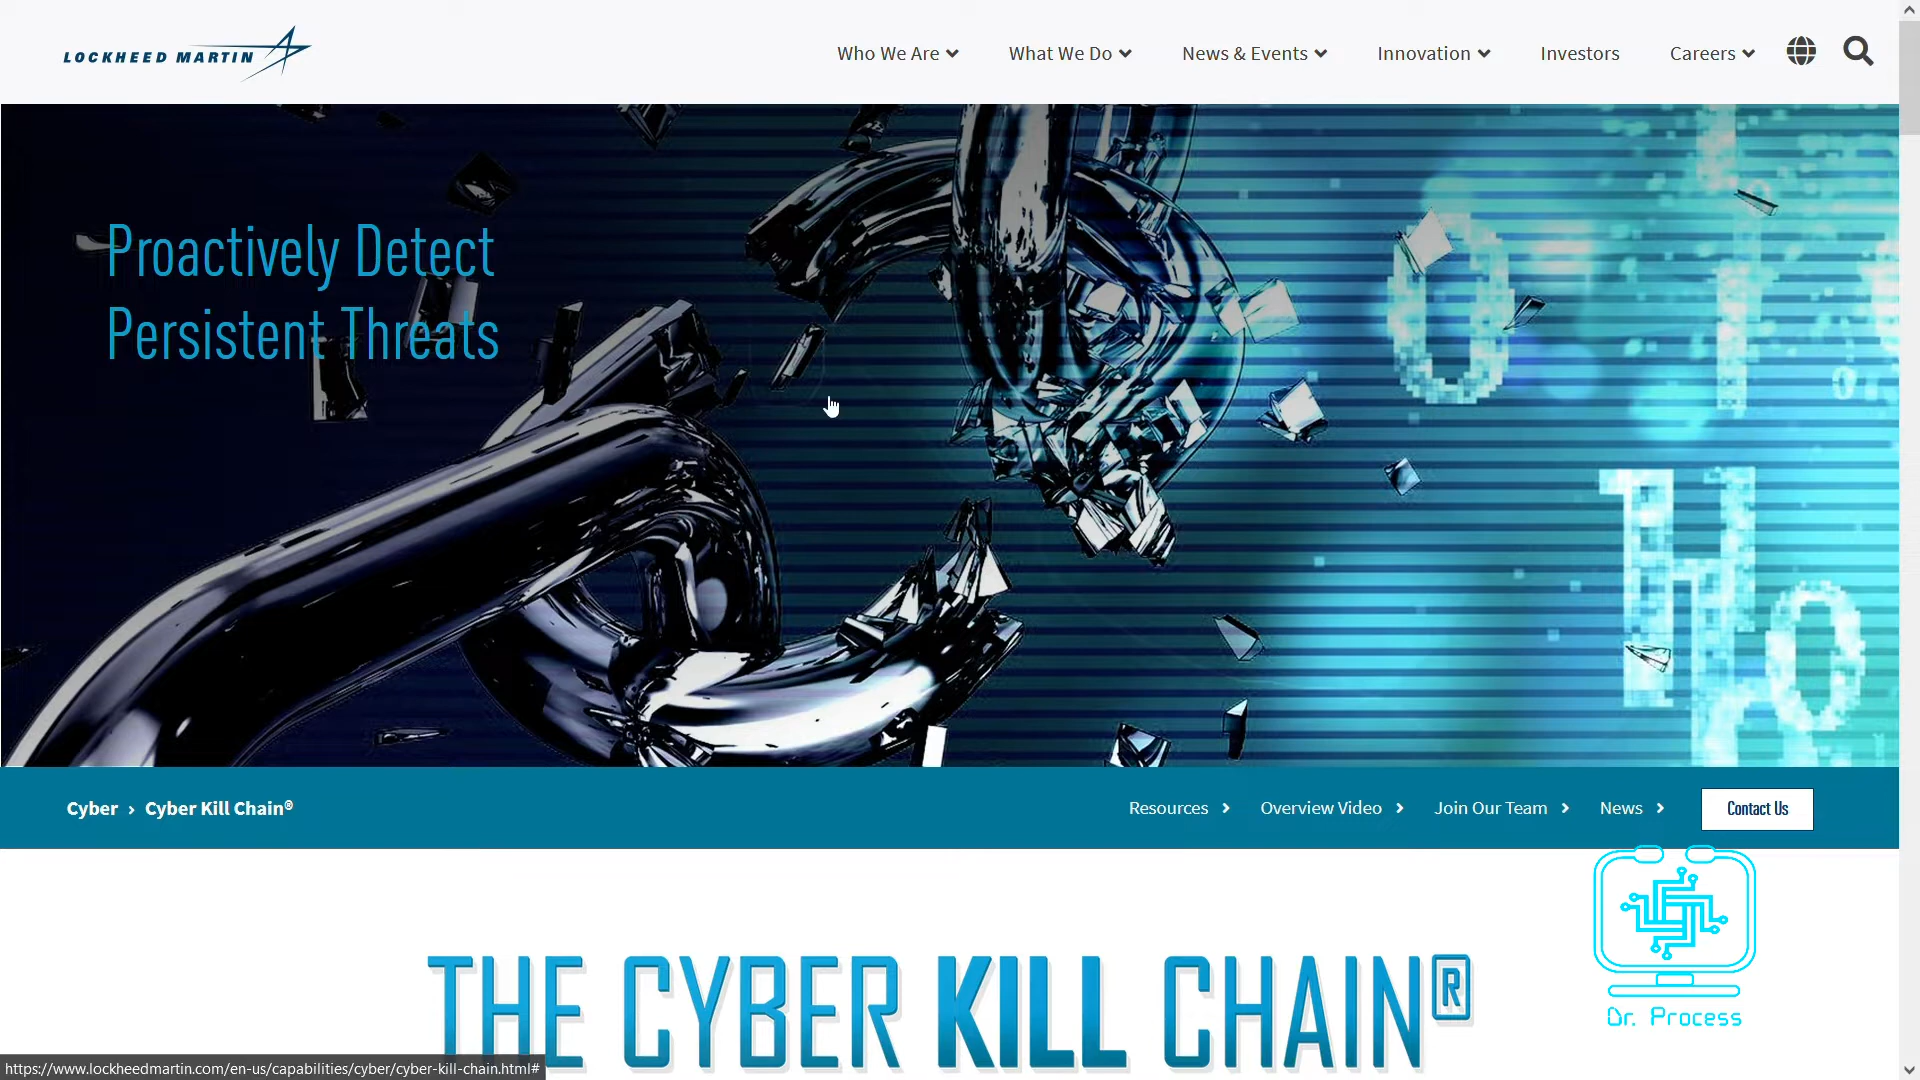 LOCKHEED MARTIN
Who We Are
What We Do
News & Events
Innovation
Investors
Careers
Proactively Detect
Persistent Threats
Cyber › Cyber Kill Chain®
Resources
Overview Video
Join Our Team
News
Contact Us
THE CYBER KILL CHAIN®
Dr. Process
https://www.lockheedmartin.com/en-us/capabilities/cyber/cyber-kill-chain.html#